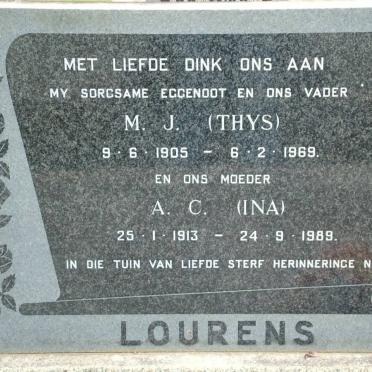 MET LIEFDE DINK ONS AAN
MY SORGSAME EGGENOOT EN ONS VADER
M. J. (THYS)
9·6·1905 – 6·2·1969.
EN ONS MOEDER
A. C. (INA)
25·1·1913 – 24·9·1989.
IN DIE TUIN VAN LIEFDE STERF HERINNERINGE N
LOURENS